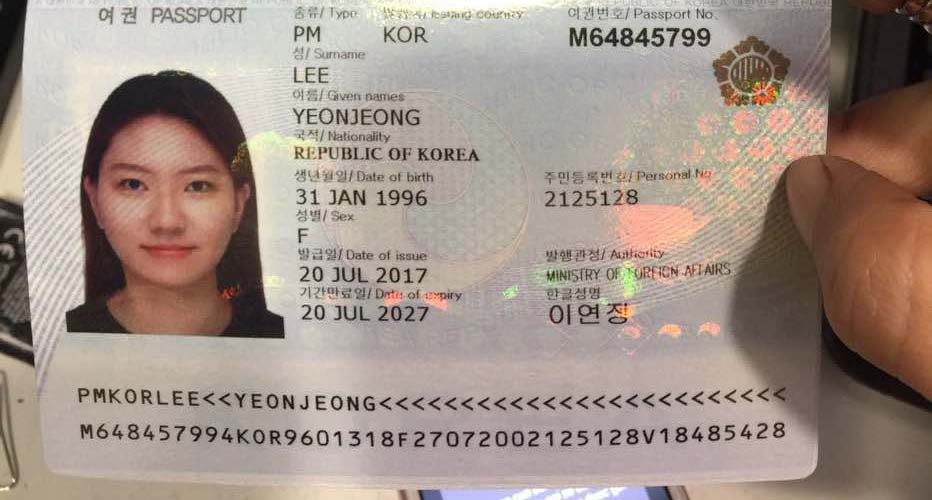 여권 PASSPORT
종류/ Type
발행국/ Issuing country
여권번호/ Passport No.
PM
KOR
M64845799
성/ Surname
LEE
이름/ Given names
YEONJEONG
국적/ Nationality
REPUBLIC OF KOREA
생년월일/ Date of birth
주민등록번호/ Personal No
31 JAN 1996
2125128
성별/ Sex
F
발급일/ Date of issue
발행관청/ Authority
20 JUL 2017
MINISTRY OF FOREIGN AFFAIRS
기간만료일/ Date of expiry
한글성명
20 JUL 2027
이연정
PMKORLEE<<YEONJEONG<<<<<<<<<<<<<<<<<<<<<<<<<
M648457994KOR9601318F27072002125128V18485428